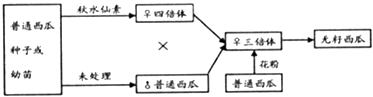 普通西瓜
种子或
幼苗
秋水仙素
♀四倍体
×
未处理
♂普通西瓜
♀三倍体
花粉
普通西瓜
无籽西瓜